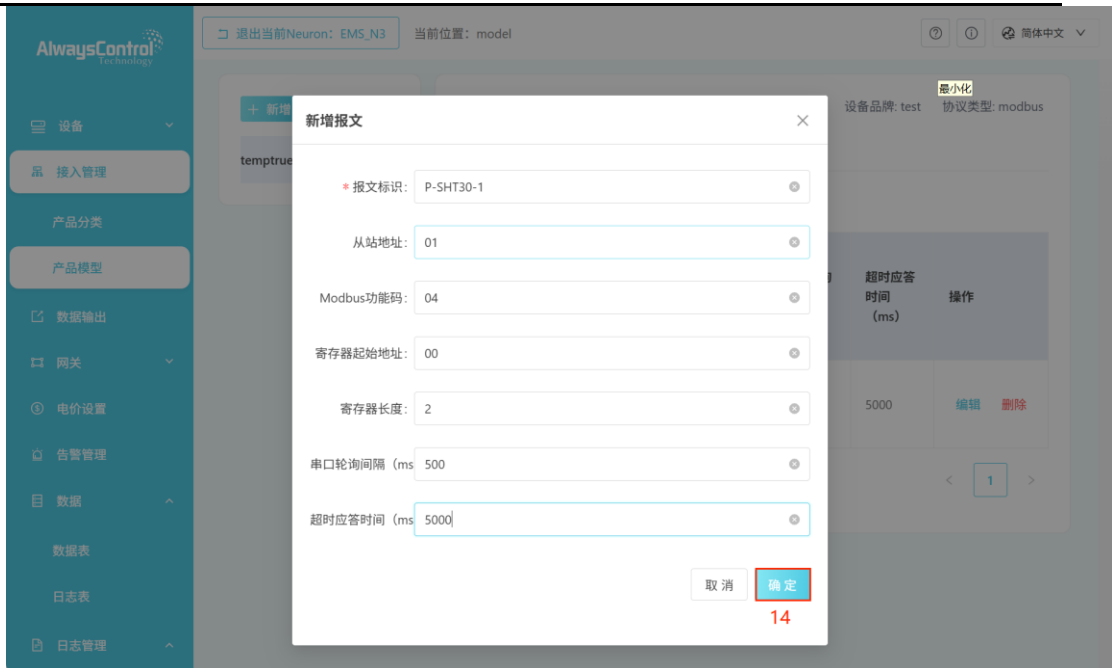 AlwaysControl
Technology
退出当前Neuron：EMS_N3
当前位置：model
简体中文
设备
接入管理
产品分类
产品模型
数据输出
网关
电价设置
告警管理
数据
数据表
日志表
日志管理
+ 新增
temptrue
最小化
设备品牌: test
协议类型: modbus
超时应答
时间
（ms）
操作
5000
编辑
删除
< 1 >
新增报文
* 报文标识：
P-SHT30-1
从站地址：
01
Modbus功能码：
04
寄存器起始地址：
00
寄存器长度：
2
串口轮询间隔（ms
500
超时应答时间（ms
5000
取 消
确 定
14